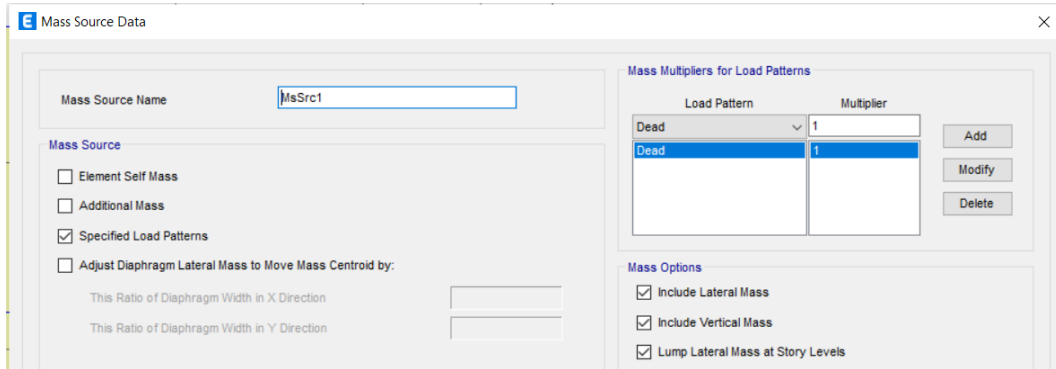 E Mass Source Data
Mass Source Name MsSrc1
Mass Source
Element Self Mass
Additional Mass
Specified Load Patterns
Adjust Diaphragm Lateral Mass to Move Mass Centroid by:
This Ratio of Diaphragm Width in X Direction
This Ratio of Diaphragm Width in Y Direction
Mass Multipliers for Load Patterns
Load Pattern Multiplier
Dead 1 Add
Dead 1
Modify
Delete
Mass Options
Include Lateral Mass
Include Vertical Mass
Lump Lateral Mass at Story Levels